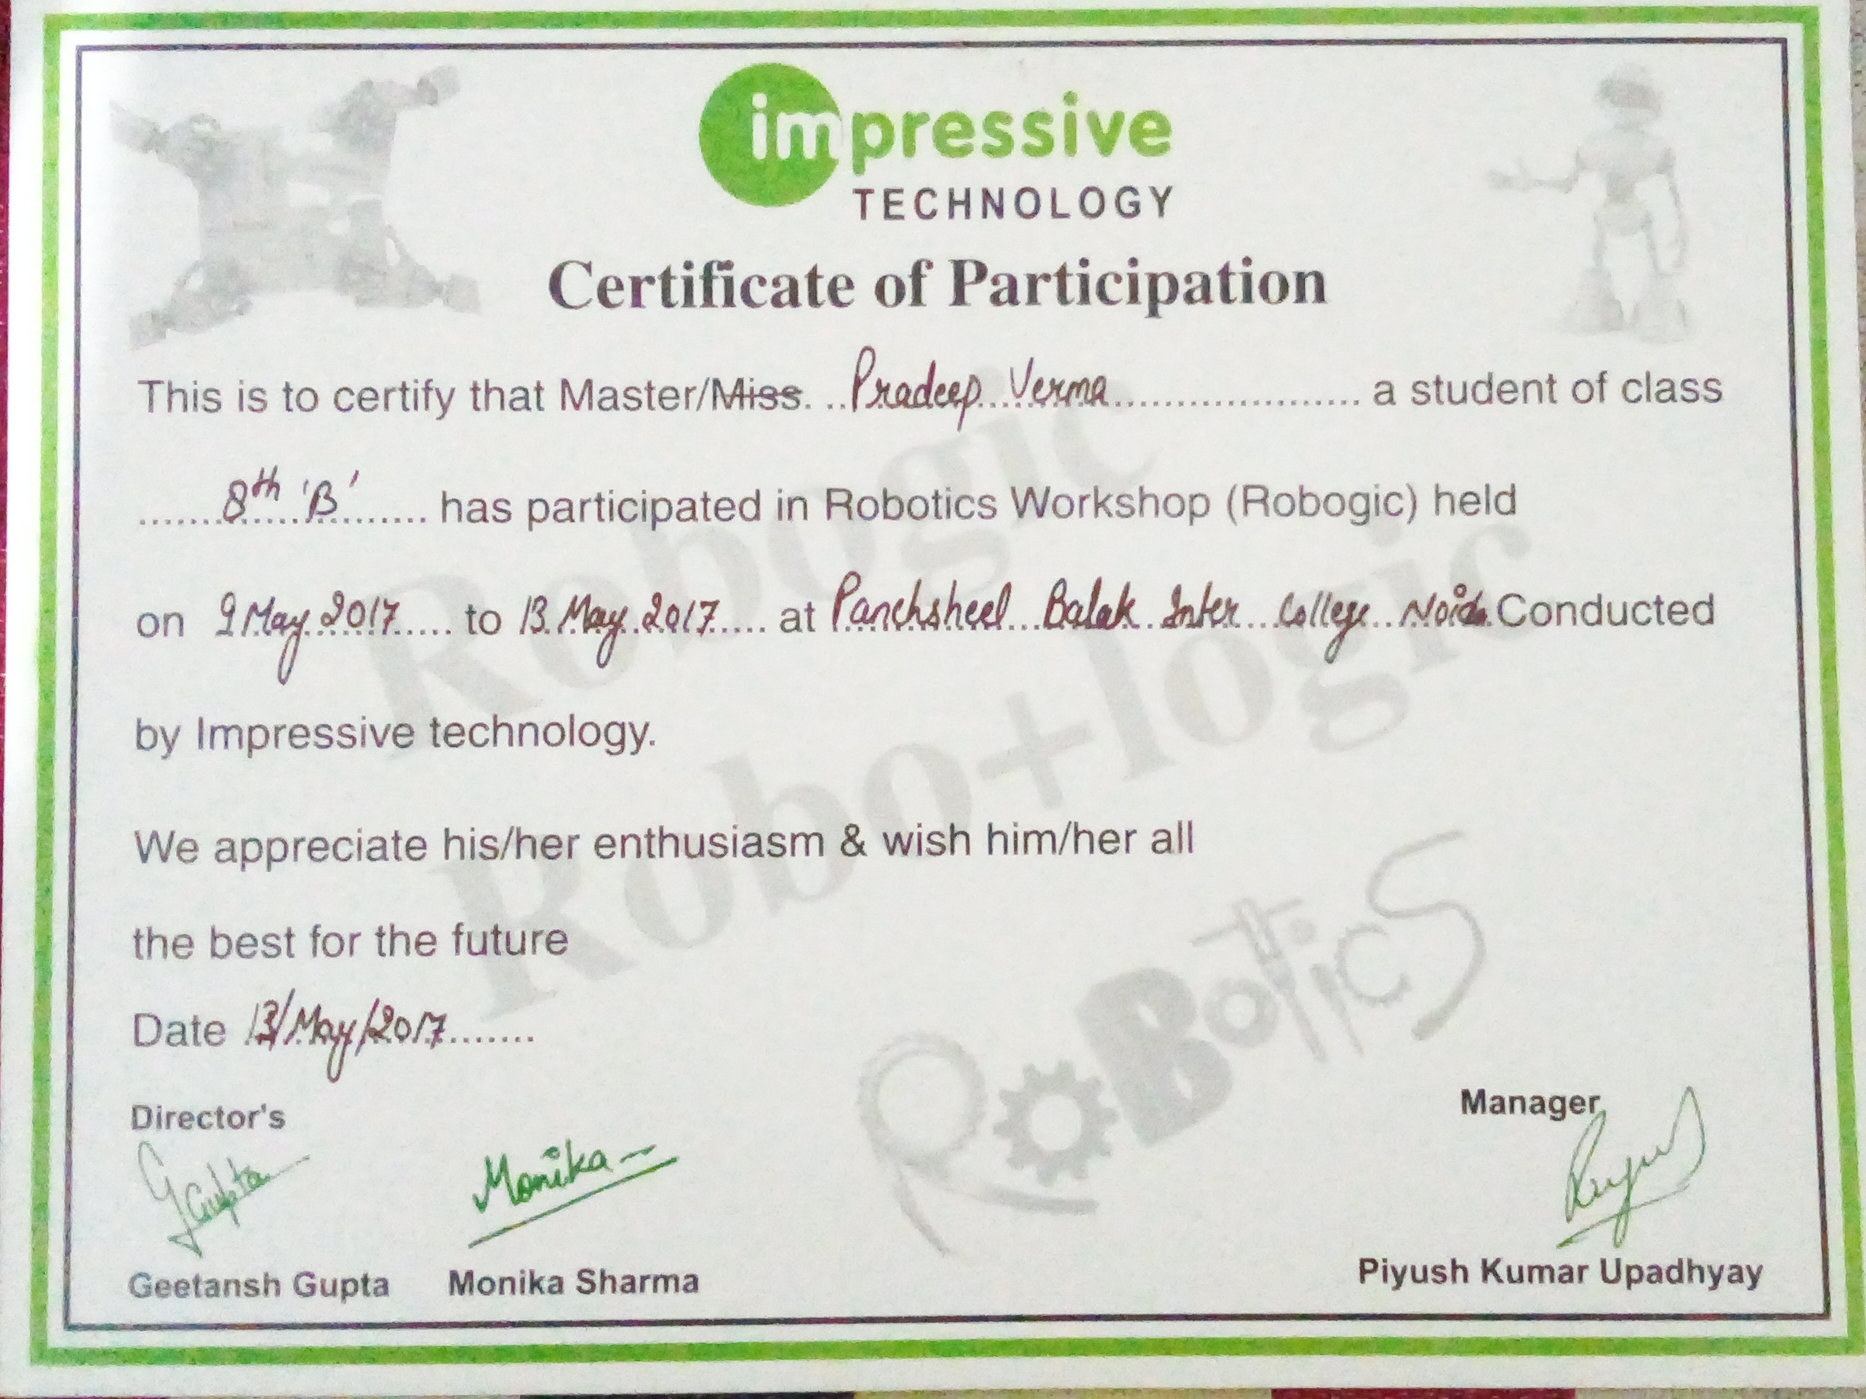 impressive
TECHNOLOGY
Certificate of Participation
This is to certify that Master/Miss. ..Pradeep Verma........................ a student of class
........8th 'B'........ has participated in Robotics Workshop (Robogic) held
on 9 May 2017..... to 13 May 2017..... at Panchsheel Balak Inter College Noida Conducted
by Impressive technology.
We appreciate his/her enthusiasm & wish him/her all
the best for the future
Date 13/May/2017.......
Robogic
Robo+logic
RoBotics
Director's
Manager
G Gupta
Monika
Geetansh Gupta
Monika Sharma
Piyush Kumar Upadhyay